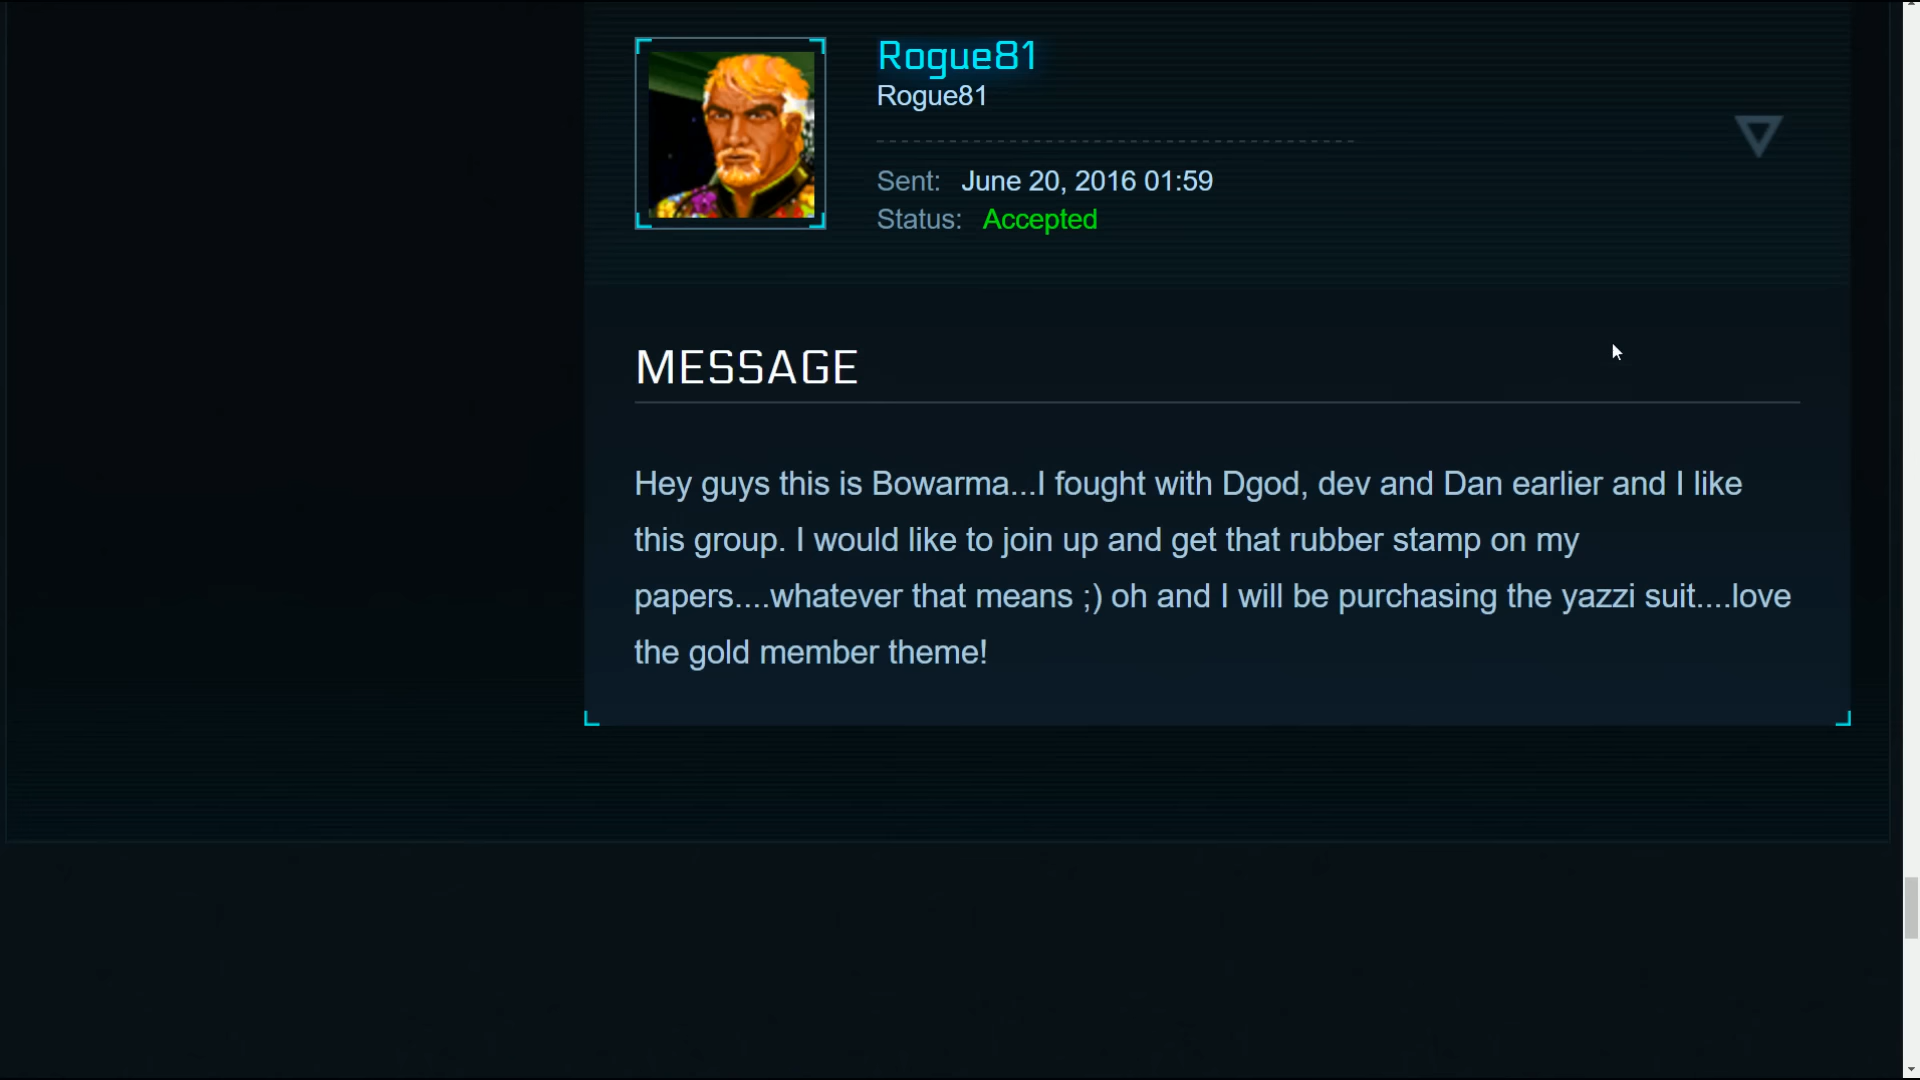 Rogue81
Rogue81
Sent: June 20, 2016 01:59
Status: Accepted
MESSAGE
Hey guys this is Bowarma...I fought with Dgod, dev and Dan earlier and I like
this group. I would like to join up and get that rubber stamp on my
papers....whatever that means ;) oh and I will be purchasing the yazzi suit....love
the gold member theme!